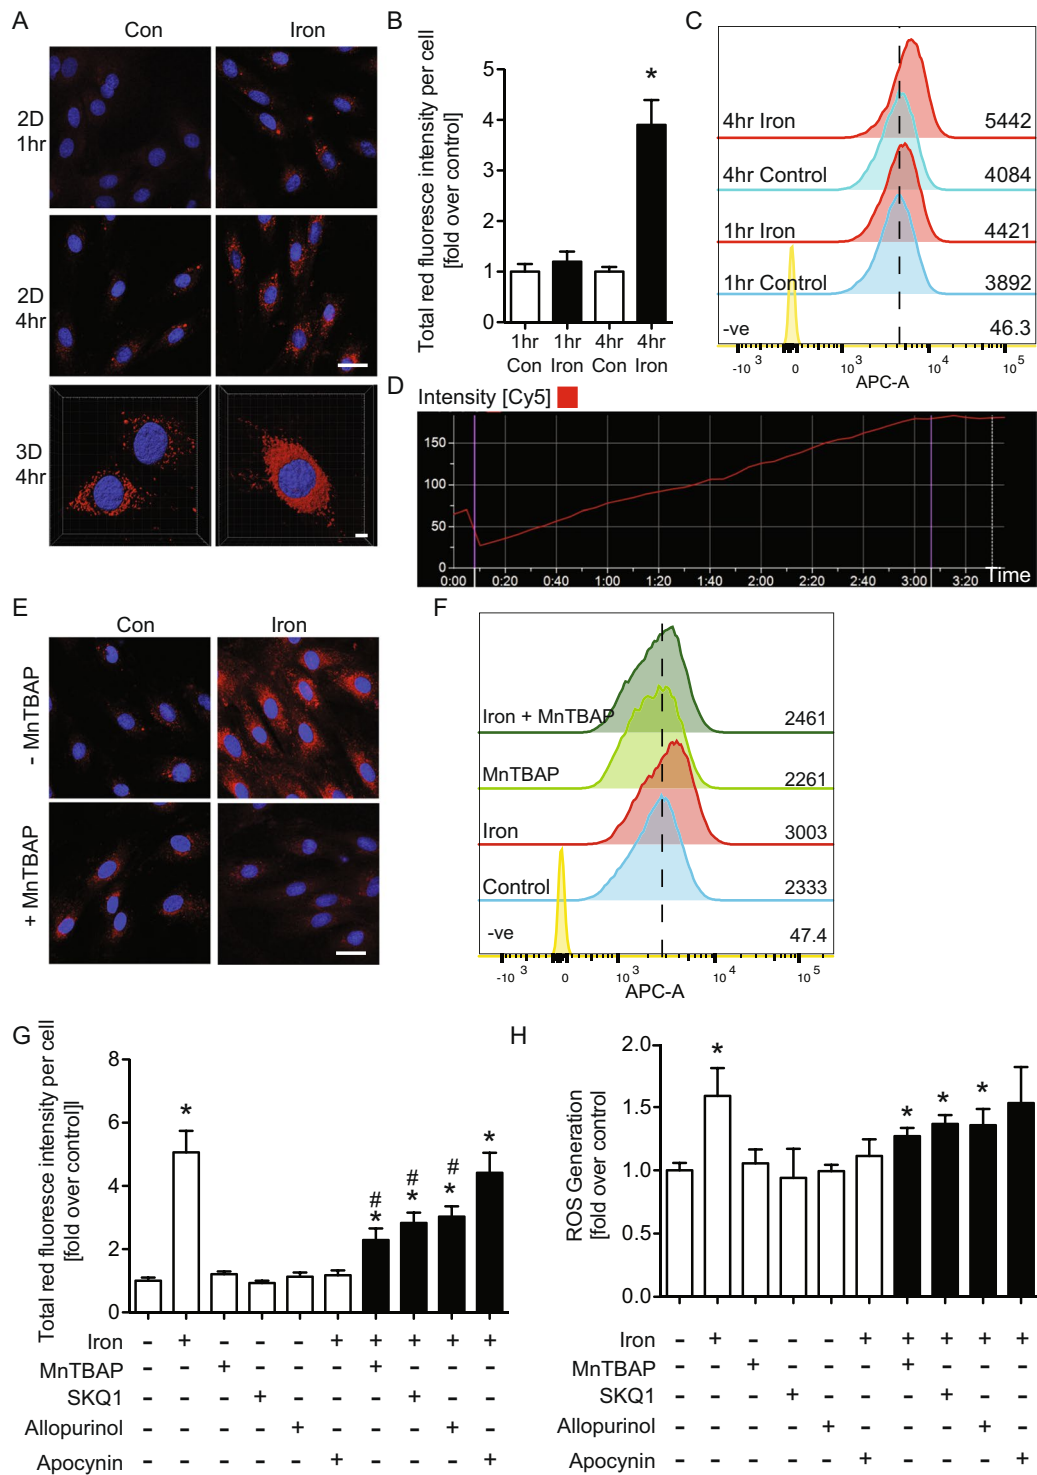 A
Con Iron
2D
1hr
2D
4hr
3D
4hr
B
Total red fluoresce intensity per cell
[fold over control]
5
4
3
2
1
0
1hr 1hr 4hr 4hr
Con Iron Con Iron
*
C
4hr Iron 5442
4hr Control 4084
1hr Iron 4421
1hr Control 3892
-ve 46.3
-10 3 0 10 3 10 4 10 5
APC-A
D
Intensity [Cy5]
150
100
50
0
0:00 0:20 0:40 1:00 1:20 1:40 2:00 2:20 2:40 3:00 3:20 Time
E
Con Iron
- MnTBAP
+ MnTBAP
F
Iron + MnTBAP 2461
MnTBAP 2261
Iron 3003
Control 2333
-ve 47.4
-10 3 0 10 3 10 4 10 5
APC-A
G
Total red fluoresce intensity per cell
[fold over control]l
8
6
4
2
0
* # * # * # * *
Iron - + - - - + + + + +
MnTBAP - - + - - - + - - -
SKQ1 - - - + - - - + - -
Allopurinol - - - - + - - - + -
Apocynin - - - - - + - - - +
H
ROS Generation
[fold over control
2.0
1.5
1.0
0.5
0.0
* * * *
Iron - + - - - + + + + +
MnTBAP - - + - - - + - - -
SKQ1 - - - + - - - + - -
Allopurinol - - - - + - - - + -
Apocynin - - - - - + - - - +